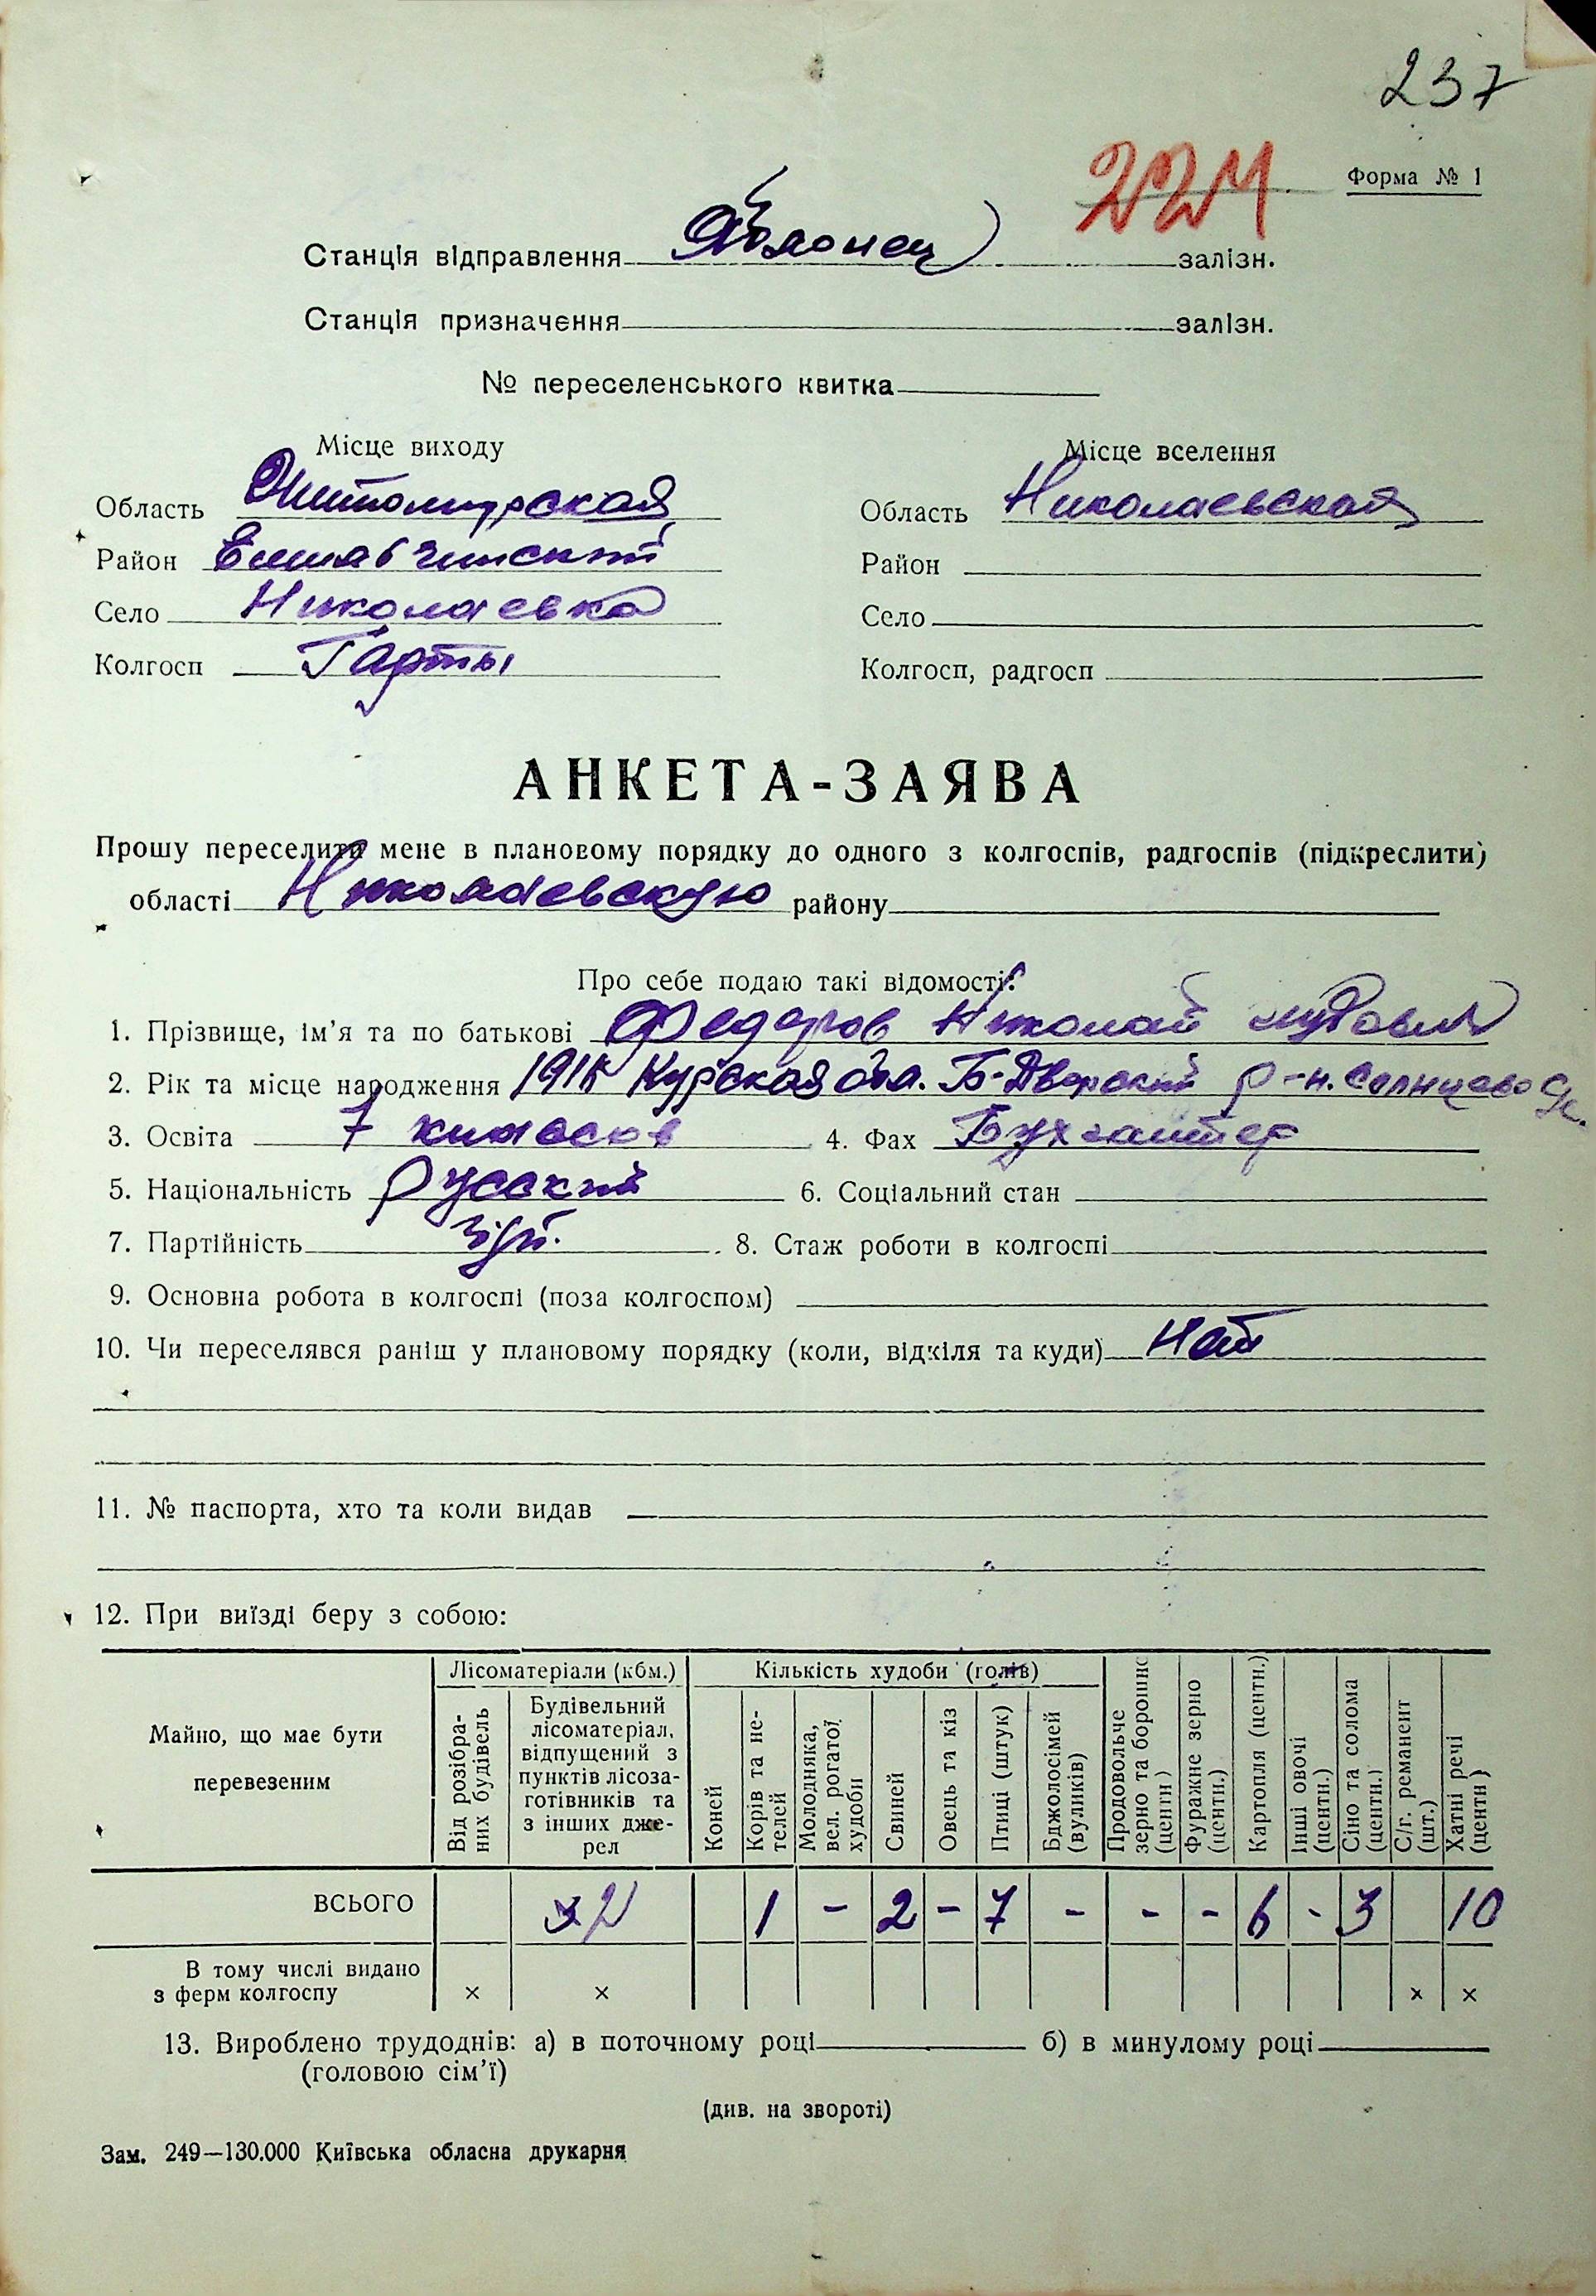 237
224
Форма № 1
Станція відправлення Яблонец залізн.
Станція призначення залізн.
№ переселенського квитка
Місце виходу
Область Житомирская
Район
Село Николаевка
Колгосп Гарты
Місце вселення
Область Николаевская
Район
Село
Колгосп, радгосп
АНКЕТА-ЗАЯВА
Прошу переселити мене в плановому порядку до одного з колгоспів, радгоспів (підкреслити)
області Николаевскую району
Про себе подаю такі відомості:
1. Прізвище, ім’я та по батькові Федоров Николай
2. Рік та місце народження Курская обл. Б-Дворский р-н. Солнцево
3. Освіта 7 классов 4. Фах Бухгалтер
5. Національність Русский 6. Соціальний стан
7. Партійність 8. Стаж роботи в колгоспі
9. Основна робота в колгоспі (поза колгоспом)
10. Чи переселявся раніш у плановому порядку (коли, відкіля та куди) нет
11. № паспорта, хто та коли видав
12. При виїзді беру з собою:
Майно, що має бути перевезеним
Лісоматеріали (кбм.)
Від розібраних будівель
Будівельний лісоматеріал, відпущений з пунктів лісозаготівників та з інших джерел
Кількість худоби (голів)
Коней
Корів та нетелей
Молодняка, вел. рогатої худоби
Свиней
Овець та кіз
Птиці (штук)
Бджолосімей (вуликів)
Продовольче зерно та борошно (центн)
Фуражне зерно (центн.)
Картопля (центн.)
Інші овочі (центн.)
Сіно та солома (центн.)
С/г. реманент (шт.)
Хатні речі (центн)
ВСЬОГО 1 - 2 - 7 - - - 6 - 3 10
В тому числі видано з ферм колгоспу × × × ×
13. Вироблено трудоднів: а) в поточному році б) в минулому році
(головою сім’ї)
(див. на звороті)
Зам. 249—130.000 Київська обласна друкарня